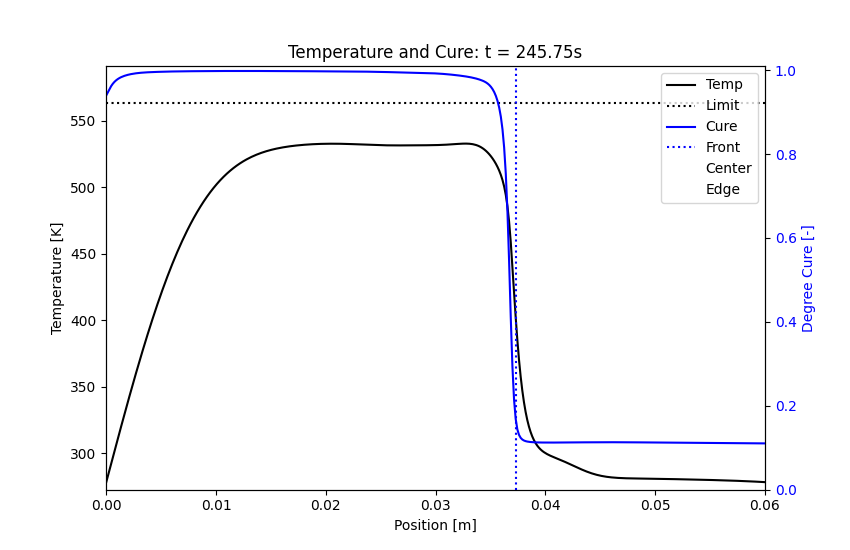 Temperature and Cure: t = 245.75s
Temperature [K]
550
500
450
400
350
300
0.00
0.01
0.02
0.03
0.04
0.05
0.06
Position [m]
Temp
Limit
Cure
Front
Center
Edge
1.0
0.8
0.6
0.4
0.2
0.0
Degree Cure [-]